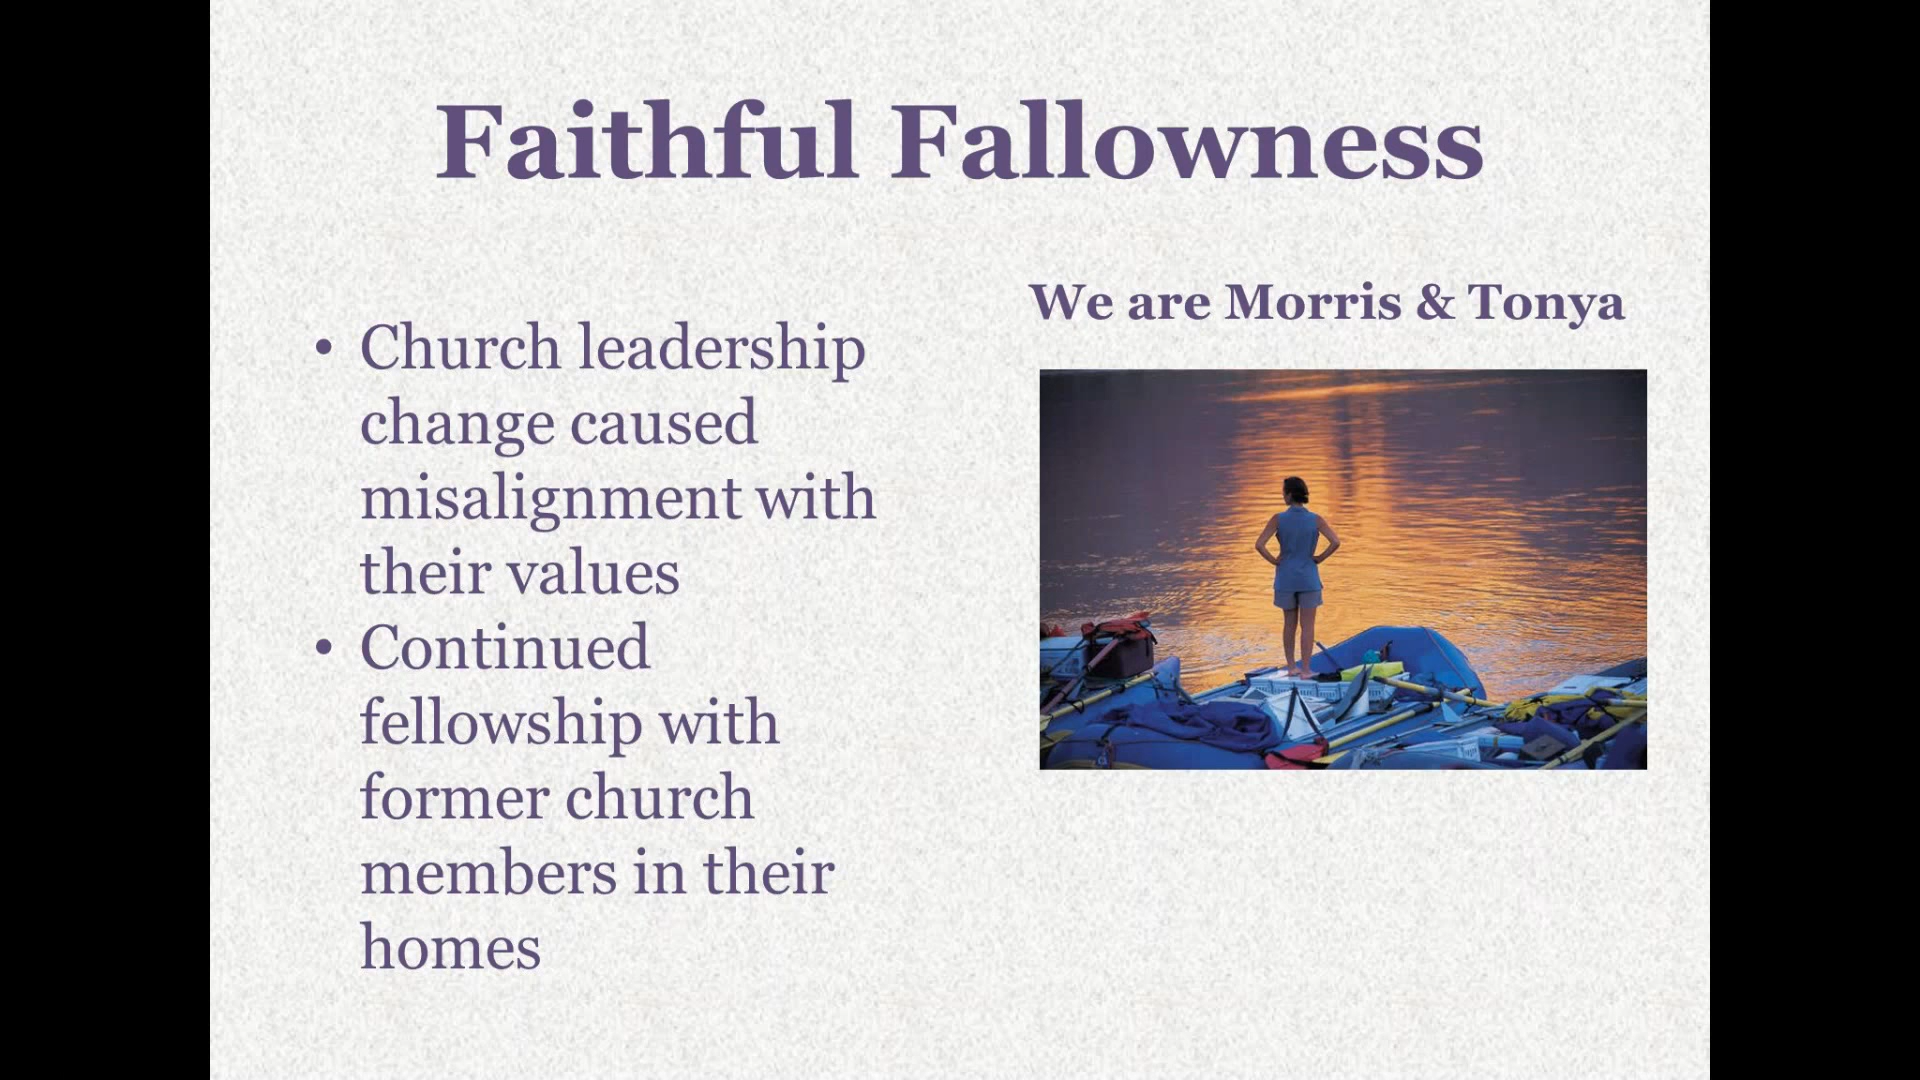 Faithful Fallowness
We are Morris & Tonya
• Church leadership
change caused
misalignment with
their values
• Continued
fellowship with
former church
members in their
homes